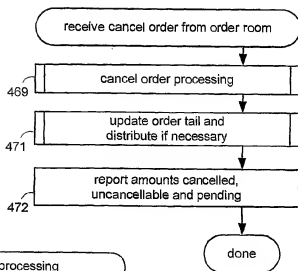 receive cancel order from order room
cancel order processing
469
update order tail and
distribute if necessary
471
report amounts cancelled,
uncancellable and pending
472
done
processing